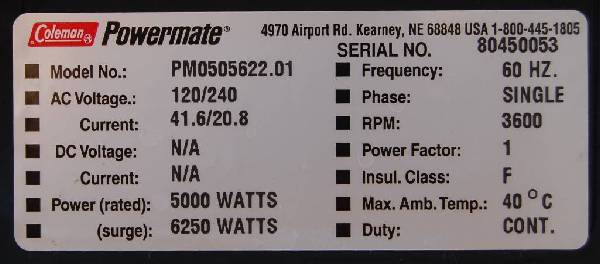 Coleman® Powermate® 4970 Airport Rd. Kearney, NE 68848 USA 1-800-445-1805
SERIAL NO. 80450053
Model No.: PM0505622.01 Frequency: 60 HZ.
AC Voltage.: 120/240 Phase: SINGLE
Current: 41.6/20.8 RPM: 3600
DC Voltage: N/A Power Factor: 1
Current: N/A Insul. Class: F
Power (rated): 5000 WATTS Max. Amb. Temp.: 40 °C
(surge): 6250 WATTS Duty: CONT.